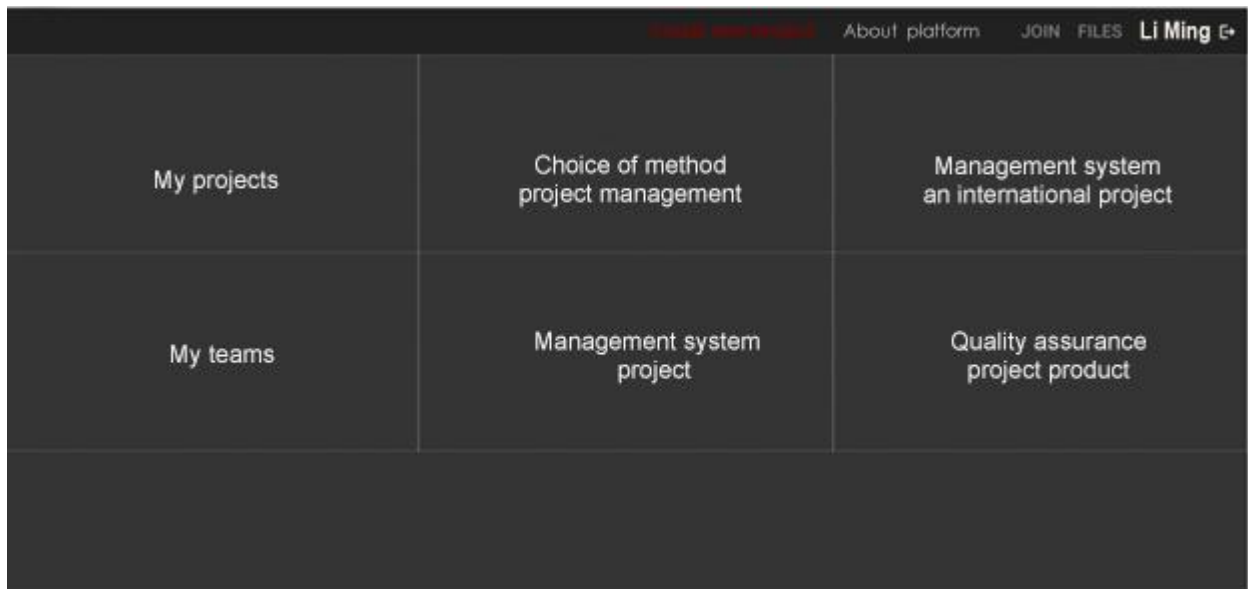 About platform JOIN FILES Li Ming
My projects
Choice of method
project management
Management system
an international project
My teams
Management system
project
Quality assurance
project product